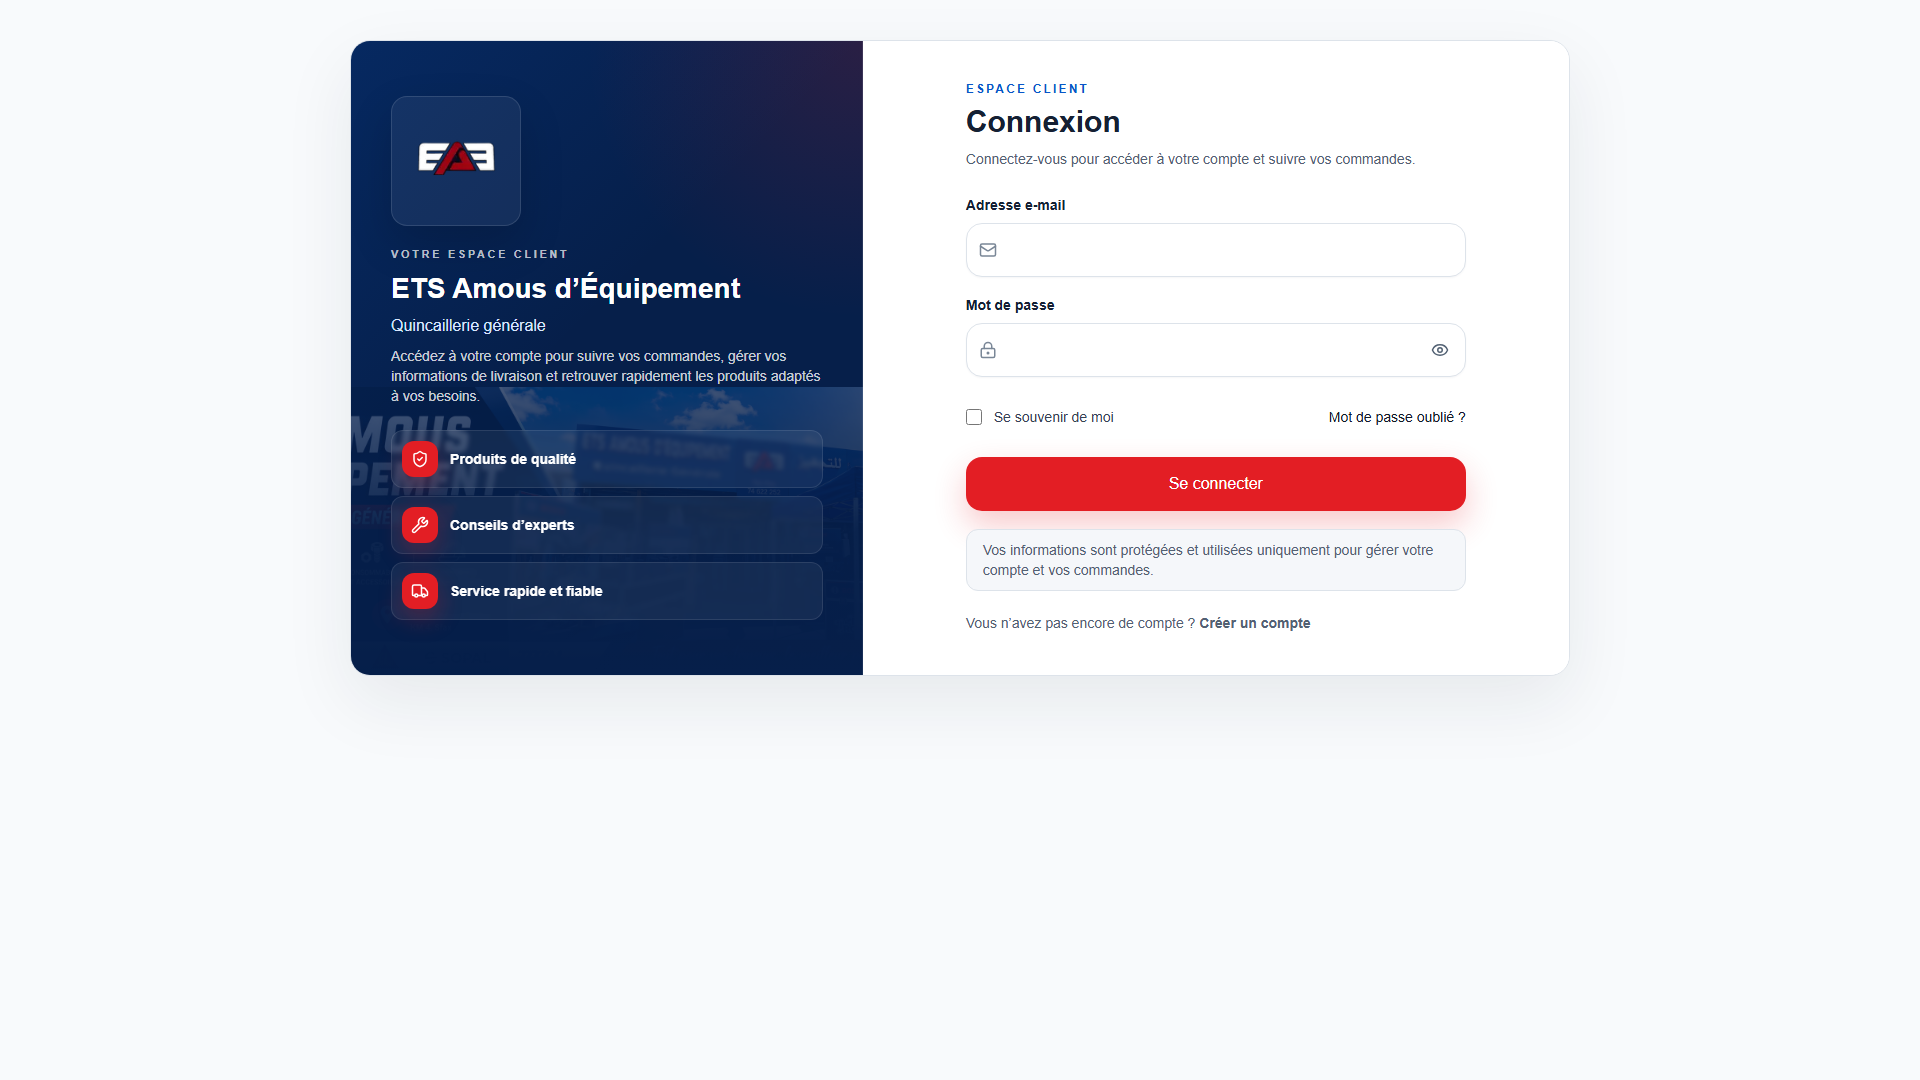 EAE
VOTRE ESPACE CLIENT
ETS Amous d’Équipement
Quincaillerie générale
Accédez à votre compte pour suivre vos commandes, gérer vos
informations de livraison et retrouver rapidement les produits adaptés
à vos besoins.
MOUS
PEMENT
Produits de qualité
Conseils d’experts
Service rapide et fiable
ESPACE CLIENT
Connexion
Connectez-vous pour accéder à votre compte et suivre vos commandes.
Adresse e-mail
Mot de passe
Se souvenir de moi
Mot de passe oublié ?
Se connecter
Vos informations sont protégées et utilisées uniquement pour gérer votre
compte et vos commandes.
Vous n’avez pas encore de compte ? Créer un compte